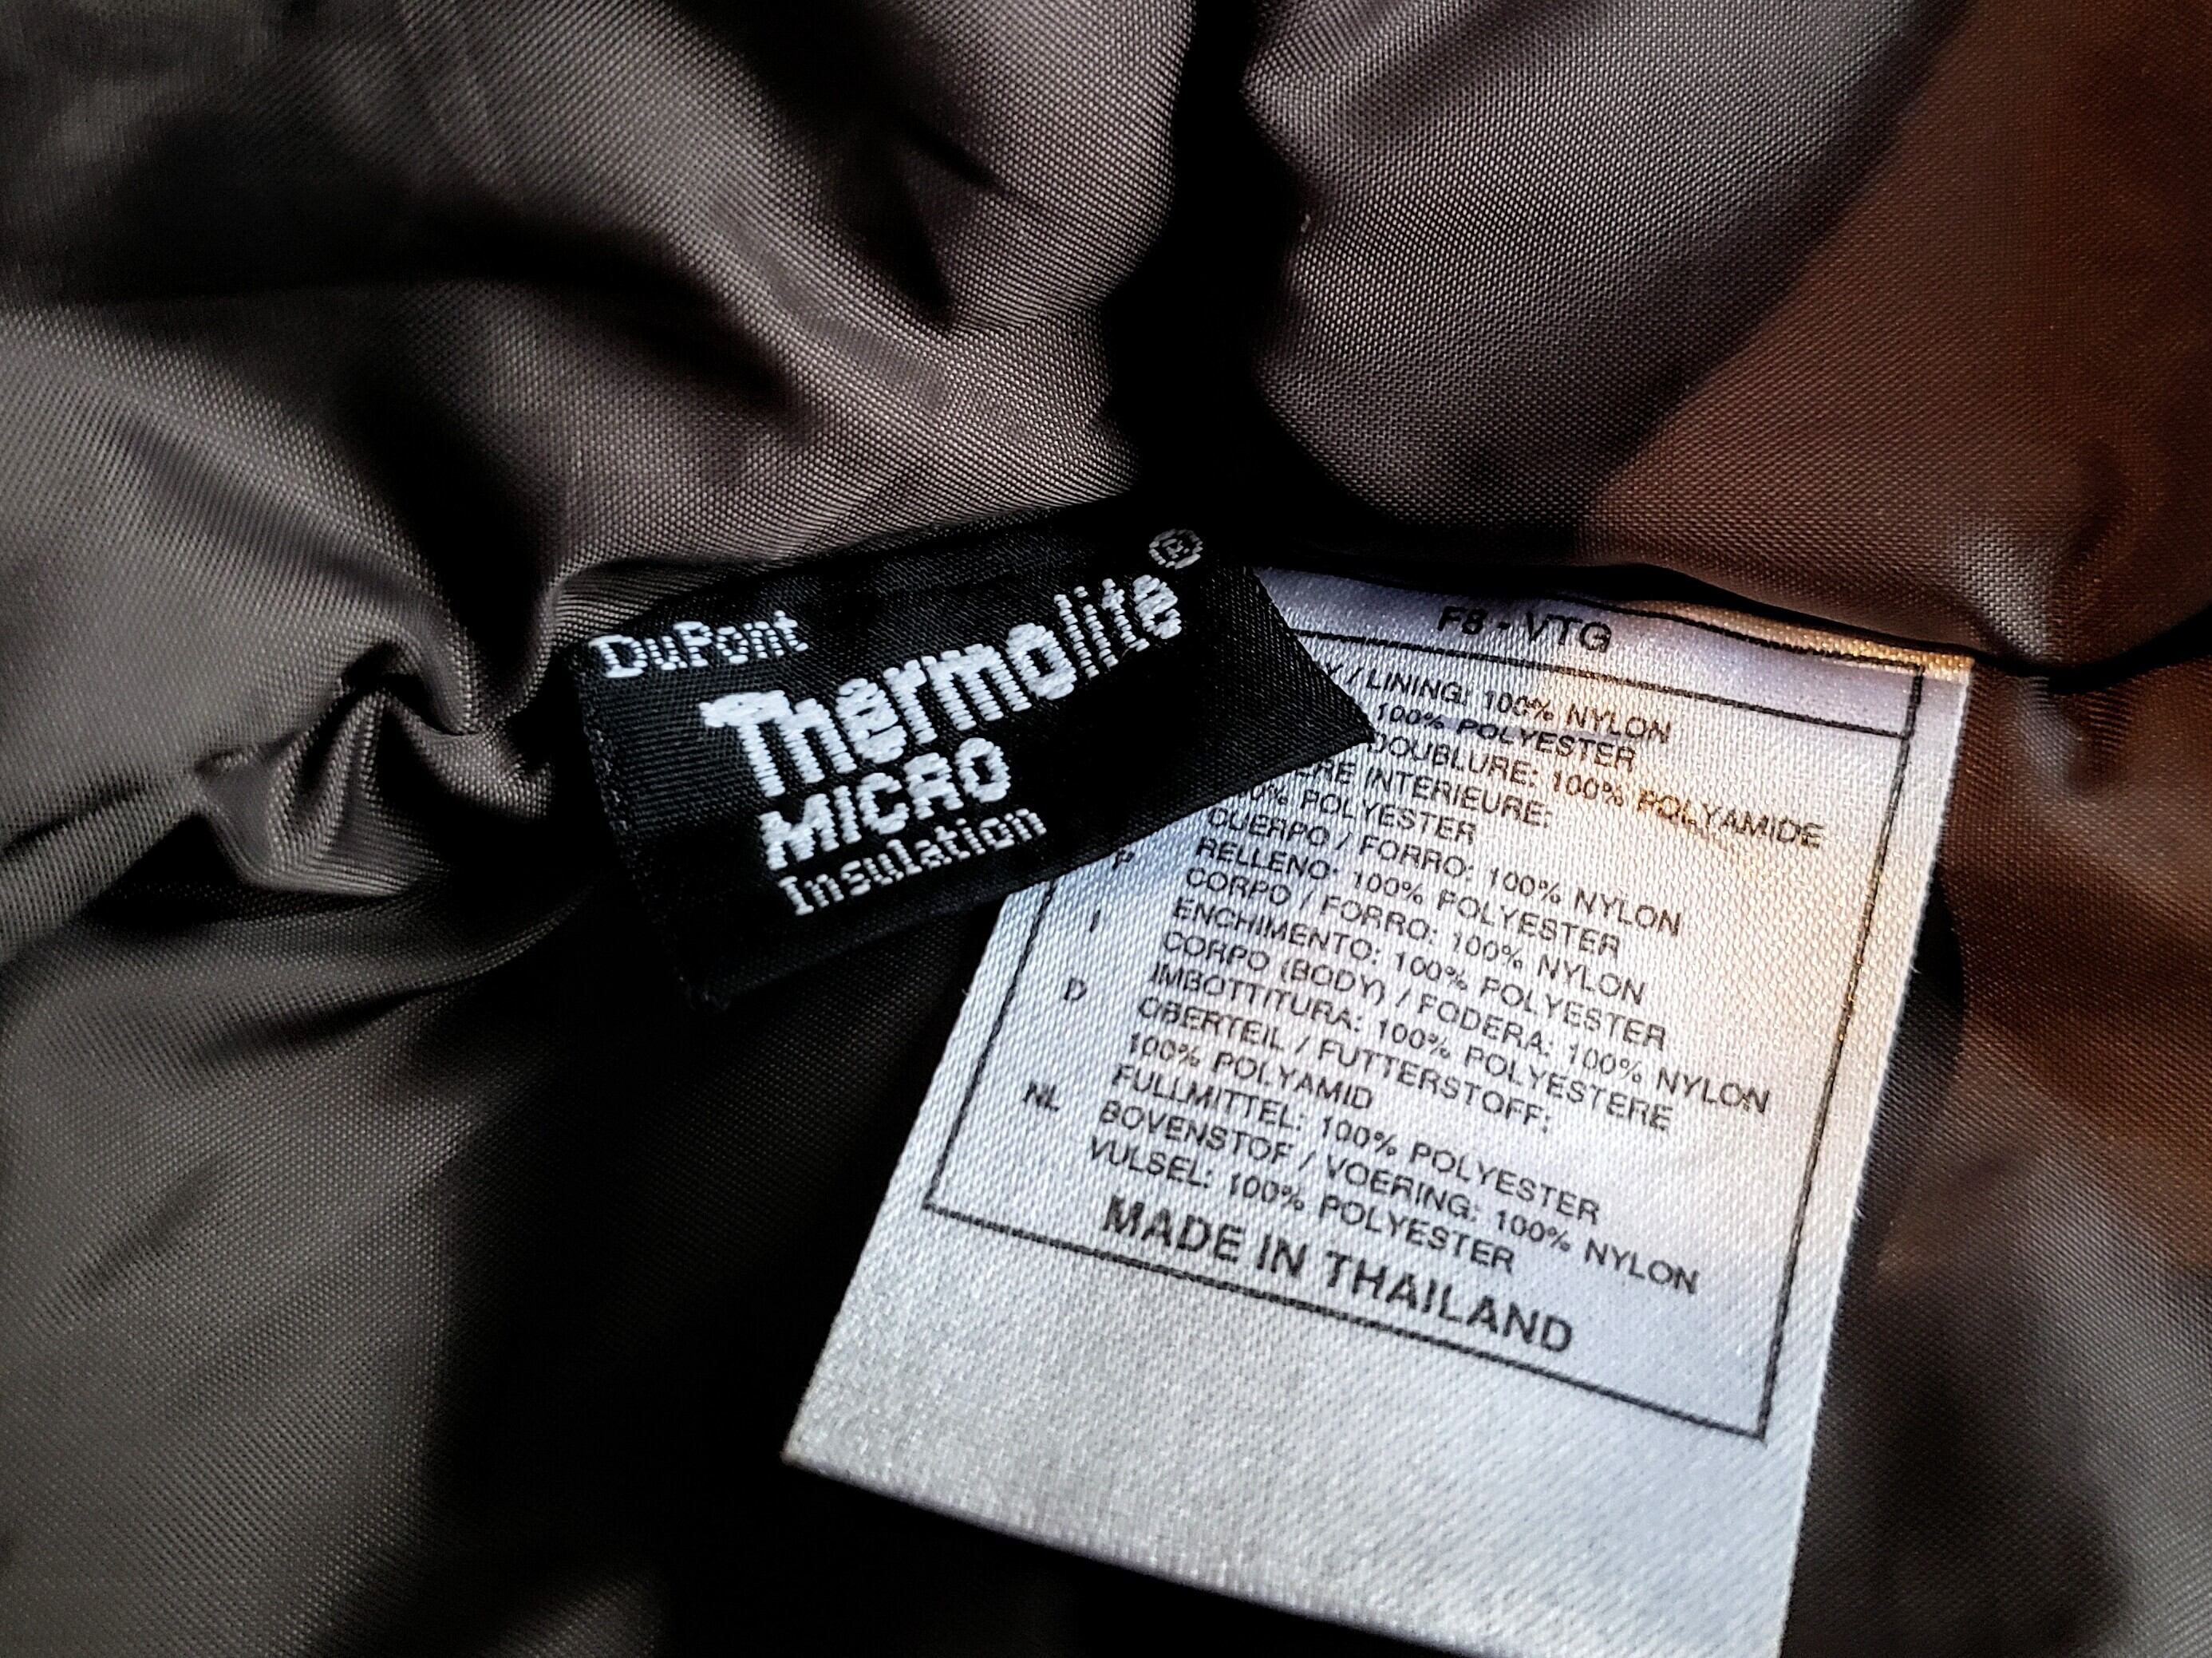 DuPont
Thermolite®
MICRO
Insulation
F8 - VTG
/ LINING: 100% NYLON
100% POLYESTER
DOUBLURE: 100% POLYAMIDE
INTERIEURE:
POLYESTER
CUERPO / FORRO: 100% NYLON
RELLENO: 100% POLYESTER
P CORPO / FORRO: 100% NYLON
ENCHIMENTO: 100% POLYESTER
I CORPO (BODY) / FODERA: 100% NYLON
IMBOTTITURA: 100% POLYESTERE
D OBERTEIL / FUTTERSTOFF:
100% POLYAMID
FULLMITTEL: 100% POLYESTER
NL BOVENSTOF / VOERING: 100% NYLON
VULSEL: 100% POLYESTER
MADE IN THAILAND